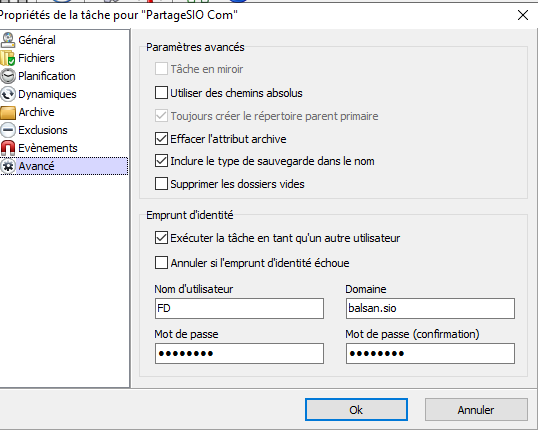 Propriétés de la tâche pour "PartageSIO Com"
Général
Fichiers
Planification
Dynamiques
Archive
Exclusions
Evènements
Avancé
Paramètres avancés
Tâche en miroir
Utiliser des chemins absolus
Toujours créer le répertoire parent primaire
Effacer l'attribut archive
Inclure le type de sauvegarde dans le nom
Supprimer les dossiers vides
Emprunt d'identité
Exécuter la tâche en tant qu'un autre utilisateur
Annuler si l'emprunt d'identité échoue
Nom d'utilisateur Domaine
FD balsan.sio
Mot de passe Mot de passe (confirmation)
●●●●●●●● ●●●●●●●●
Ok Annuler